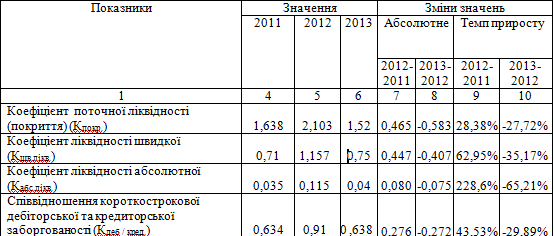 Показники Значення Зміни значень
2011 2012 2013 Абсолютне Темп приросту
2012-2011 2013-2012 2012-2011 2013-2012
1 4 5 6 7 8 9 10
Коефіцієнт поточної ліквідності
(покриття) (Кпокр.) 1,638 2,103 1,52 0,465 -0,583 28,38% -27,72%
Коефіцієнт ліквідності швидкої
(Кшв.лікв.) 0,71 1,157 0,75 0,447 -0,407 62,95% -35,17%
Коефіцієнт ліквідності абсолютної
(Кабс.лікв.) 0,035 0,115 0,04 0,080 -0,075 228,6% -65,21%
Співвідношення короткострокової
дебіторської та кредиторської
заборгованості (Кдеб / кред.) 0,634 0,91 0,638 0,276 -0,272 43,53% -29,89%